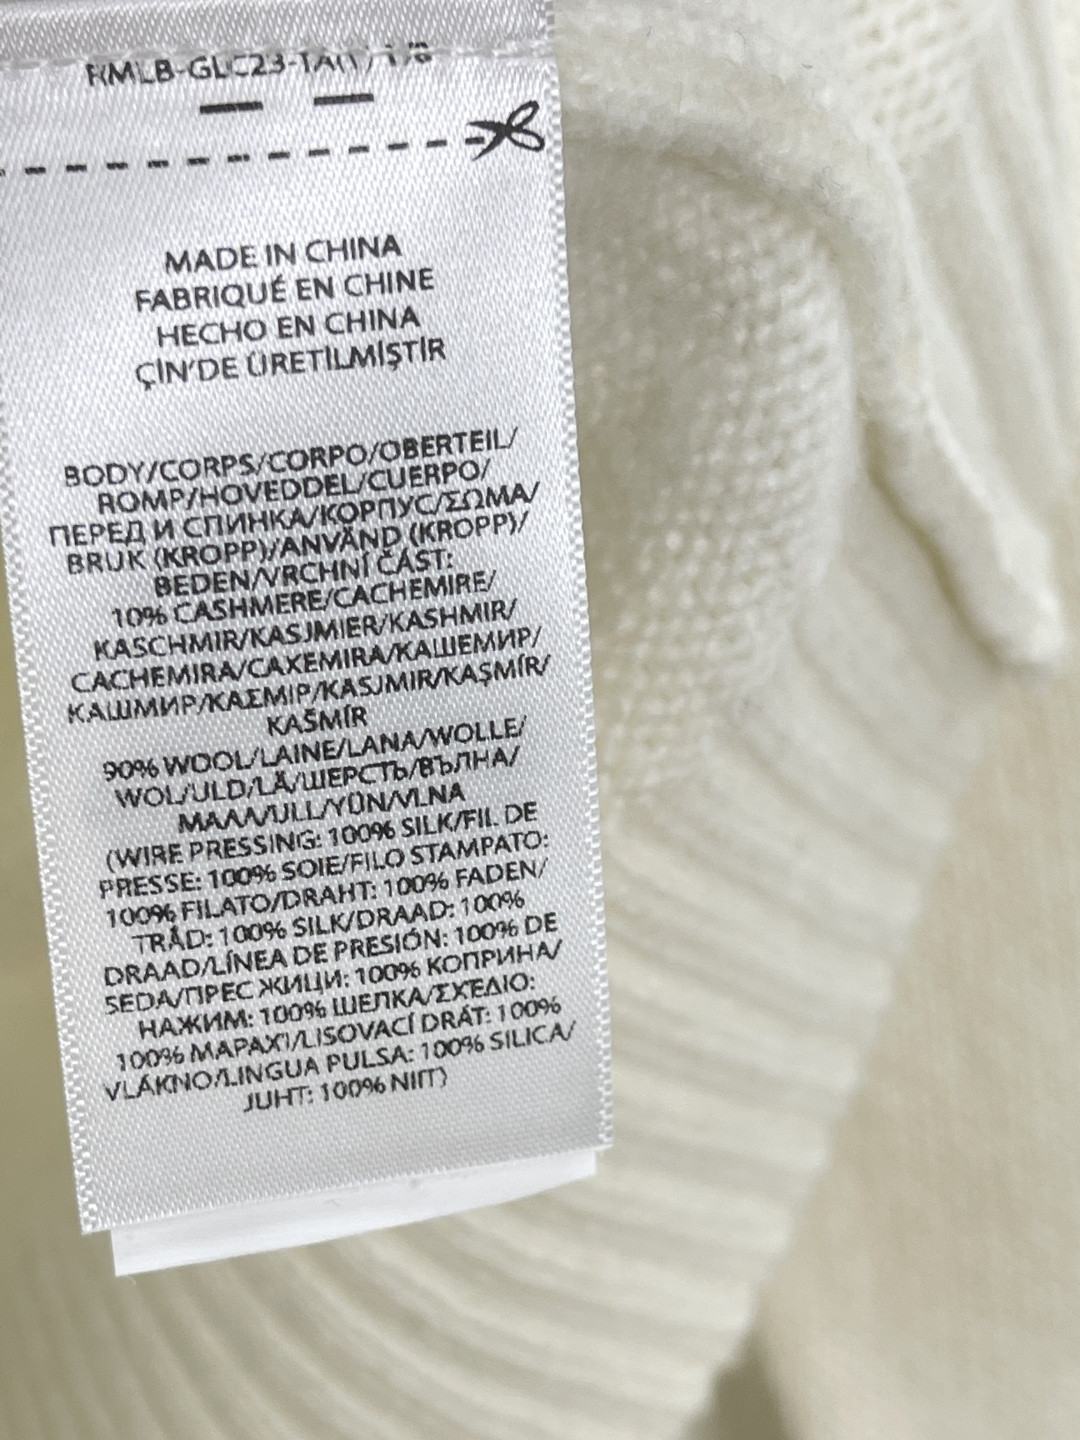 MADE IN CHINA
FABRIQUÉ EN CHINE
HECHO EN CHINA
ÇİN'DE ÜRETİLMİŞTİR
BODY/CORPS/CORPO/OBERTEIL/
ROMP/HOVEDDEL/CUERPO/
ПЕРЕД И СПИНКА/КОРПУС/ΣΩΜΑ/
BRUK (KROPP)/ANVÄND (KROPP)/
BEDEN/VRCHNÍ ČÁST:
10% CASHMERE/CACHEMIRE/
KASCHMIR/KASJMIER/KASHMIR/
CACHEMIRA/CAXEMIRA/КАШЕМИР/
КАШМИР/ΚΑΣΜΙΡ/KASJMIR/KAŞMİR/
KAŠMÍR
90% WOOL/LAINE/LANA/WOLLE/
WOL/ULD/LÃ/ШЕРСТЬ/ВЪЛНА/
ΜΑΛΛΙ/ULL/YÜN/VLNA
(WIRE PRESSING: 100% SILK/FIL DE
PRESSE: 100% SOIE/FILO STAMPATO:
100% FILATO/DRAHT: 100% FADEN/
TRÅD: 100% SILK/DRAAD: 100%
DRAAD/LÍNEA DE PRESIÓN: 100% DE
SEDA/ПРЕС ЖИЦИ: 100% КОПРИНА/
НАЖИМ: 100% ШЕЛКА/ΣΧΕΔΙΟ:
100% ΜΑΡΑΧΙ/LISOVACÍ DRÁT: 100%
VLÁKNO/LINGUA PULSA: 100% SILICA/
JUHT: 100% NIIT)